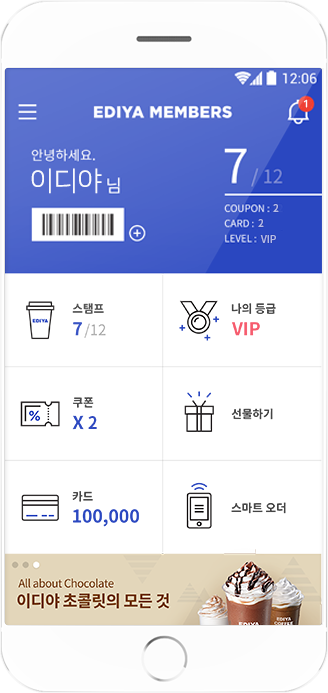 12:06
EDIYA MEMBERS
1
안녕하세요.
이디야 님
7 / 12
COUPON : 2
CARD : 2
LEVEL : VIP
EDIYA
스탬프
7 /12
나의 등급
VIP
%
쿠폰
X 2
선물하기
카드
100,000
스마트 오더
All about Chocolate
이디야 초콜릿의 모든 것
EDIYA
EDIYA
COFFEE